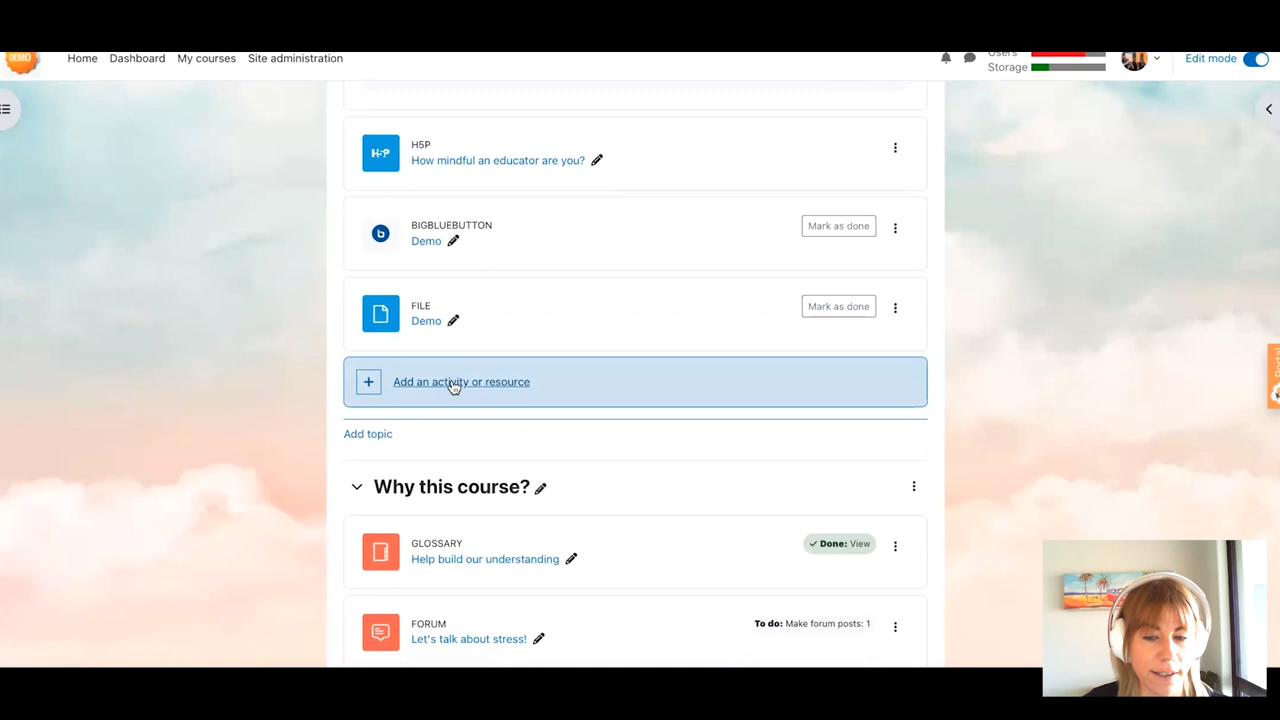 DEMO
Home Dashboard My courses Site administration
Users
Storage
Edit mode
H5P
H-P
How mindful an educator are you?
BIGBLUEBUTTON
b
Demo
Mark as done
FILE
Demo
Mark as done
Add an activity or resource
Add topic
Why this course?
GLOSSARY
Help build our understanding
Done: View
FORUM
Let's talk about stress!
To do: Make forum posts: 1
Portal